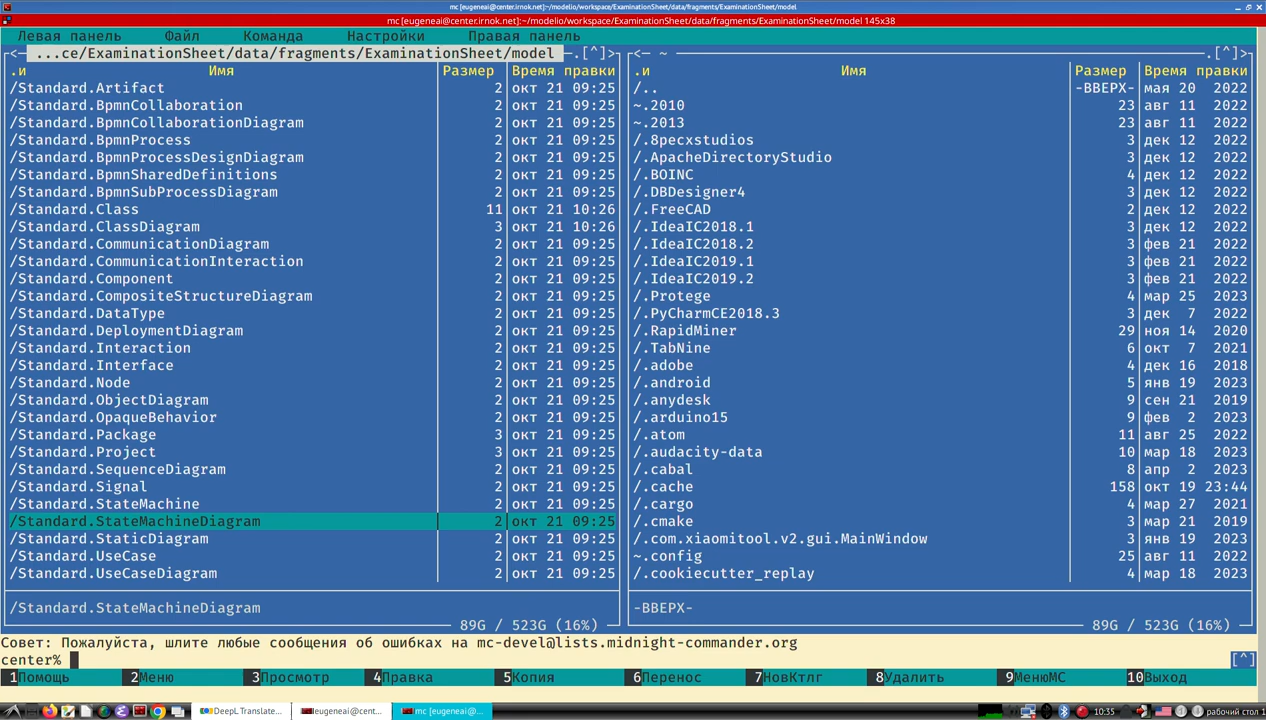 mc [eugeneai@center.irnok.net]:~/modelio/workspace/ExaminationSheet/data/fragments/ExaminationSheet/model
mc [eugeneai@center.irnok.net]:~/modelio/workspace/ExaminationSheet/data/fragments/ExaminationSheet/model 145x38
Левая панель Файл Команда Настройки Правая панель
<— ...ce/ExaminationSheet/data/fragments/ExaminationSheet/model —.[^]>
.и Имя Размер Время правки
/Standard.Artifact 2 окт 21 09:25
/Standard.BpmnCollaboration 2 окт 21 09:25
/Standard.BpmnCollaborationDiagram 2 окт 21 09:25
/Standard.BpmnProcess 2 окт 21 09:25
/Standard.BpmnProcessDesignDiagram 2 окт 21 09:25
/Standard.BpmnSharedDefinitions 2 окт 21 09:25
/Standard.BpmnSubProcessDiagram 2 окт 21 09:25
/Standard.Class 11 окт 21 10:26
/Standard.ClassDiagram 3 окт 21 10:26
/Standard.CommunicationDiagram 2 окт 21 09:25
/Standard.CommunicationInteraction 2 окт 21 09:25
/Standard.Component 2 окт 21 09:25
/Standard.CompositeStructureDiagram 2 окт 21 09:25
/Standard.DataType 2 окт 21 09:25
/Standard.DeploymentDiagram 2 окт 21 09:25
/Standard.Interaction 2 окт 21 09:25
/Standard.Interface 2 окт 21 09:25
/Standard.Node 2 окт 21 09:25
/Standard.ObjectDiagram 2 окт 21 09:25
/Standard.OpaqueBehavior 2 окт 21 09:25
/Standard.Package 3 окт 21 09:25
/Standard.Project 3 окт 21 09:25
/Standard.SequenceDiagram 2 окт 21 09:25
/Standard.Signal 2 окт 21 09:25
/Standard.StateMachine 2 окт 21 09:25
/Standard.StateMachineDiagram 2 окт 21 09:25
/Standard.StaticDiagram 2 окт 21 09:25
/Standard.UseCase 2 окт 21 09:25
/Standard.UseCaseDiagram 2 окт 21 09:25
/Standard.StateMachineDiagram
89G / 523G (16%)
<— ~ —.[^]>
.и Имя Размер Время правки
/.. -ВВЕРХ- мая 20 2022
~.2010 23 авг 11 2022
~.2013 23 авг 11 2022
/.8pecxstudios 3 дек 12 2022
/.ApacheDirectoryStudio 3 дек 12 2022
/.BOINC 4 дек 12 2022
/.DBDesigner4 3 дек 12 2022
/.FreeCAD 2 дек 12 2022
/.IdeaIC2018.1 3 дек 12 2022
/.IdeaIC2018.2 3 фев 21 2022
/.IdeaIC2019.1 3 фев 21 2022
/.IdeaIC2019.2 3 фев 21 2022
/.Protege 4 мар 25 2023
/.PyCharmCE2018.3 3 дек 7 2022
/.RapidMiner 29 ноя 14 2020
/.TabNine 6 окт 7 2021
/.adobe 4 дек 16 2018
/.android 5 янв 19 2023
/.anydesk 9 сен 21 2019
/.arduino15 9 фев 2 2023
/.atom 11 авг 25 2022
/.audacity-data 10 мар 18 2023
/.cabal 8 апр 2 2023
/.cache 158 окт 19 23:44
/.cargo 4 мар 27 2021
/.cmake 3 мар 21 2019
/.com.xiaomitool.v2.gui.MainWindow 3 янв 19 2023
~.config 25 авг 11 2022
/.cookiecutter_replay 4 мар 18 2023
-ВВЕРХ-
89G / 523G (16%)
Совет: Пожалуйста, шлите любые сообщения об ошибках на mc-devel@lists.midnight-commander.org
center% [^]
1Помощь 2Меню 3Просмотр 4Правка 5Копия 6Перенос 7НовКтлг 8Удалить 9МенюMC 10Выход
DeepL Translate... eugeneai@cent... mc [eugeneai@... 10:35 рабочий стол 1